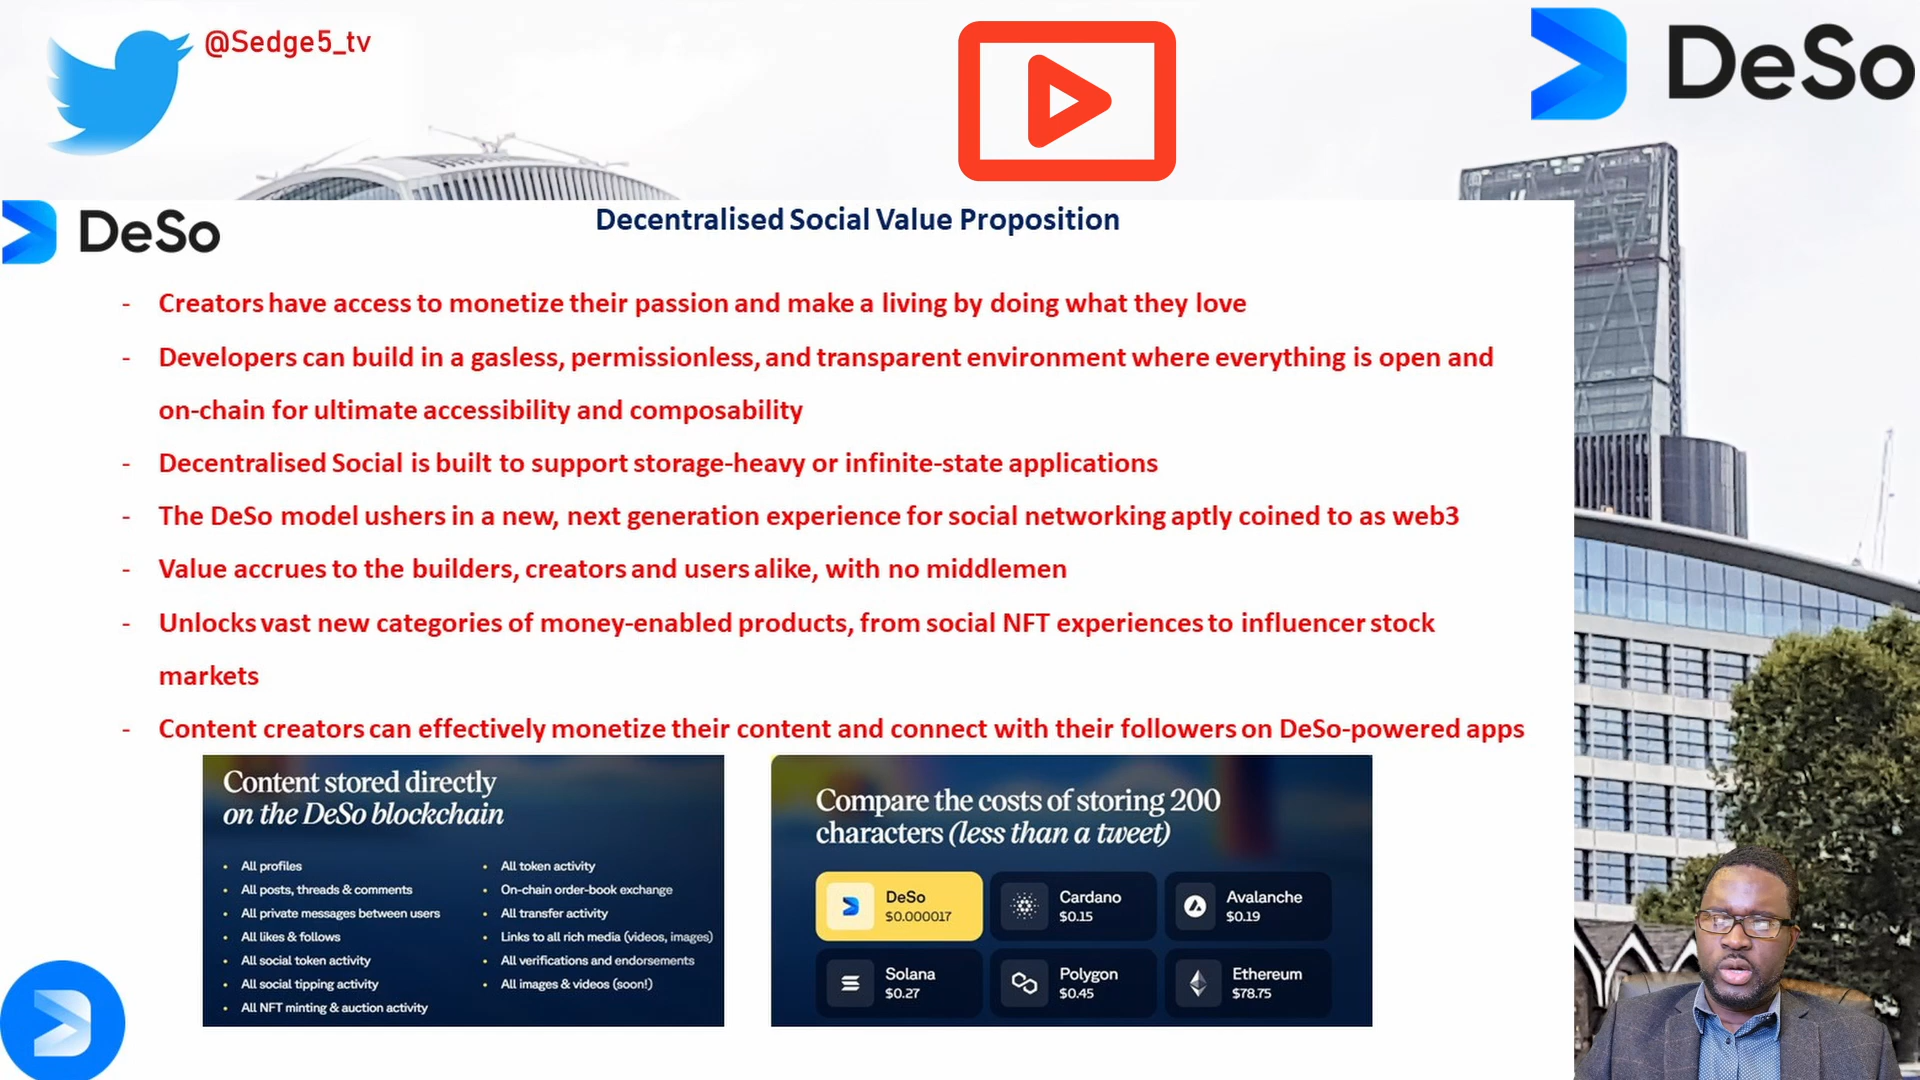 @Sedge5_tv
DeSo
DeSo
Decentralised Social Value Proposition
- Creators have access to monetize their passion and make a living by doing what they love
- Developers can build in a gasless, permissionless, and transparent environment where everything is open and
on-chain for ultimate accessibility and composability
- Decentralised Social is built to support storage-heavy or infinite-state applications
- The DeSo model ushers in a new, next generation experience for social networking aptly coined to as web3
- Value accrues to the builders, creators and users alike, with no middlemen
- Unlocks vast new categories of money-enabled products, from social NFT experiences to influencer stock
markets
- Content creators can effectively monetize their content and connect with their followers on DeSo-powered apps
Content stored directly
on the DeSo blockchain
• All profiles
• All posts, threads & comments
• All private messages between users
• All likes & follows
• All social token activity
• All social tipping activity
• All NFT minting & auction activity
• All token activity
• On-chain order-book exchange
• All transfer activity
• Links to all rich media (videos, images)
• All verifications and endorsements
• All images & videos (soon!)
Compare the costs of storing 200
characters (less than a tweet)
DeSo
$0.000017
Cardano
$0.15
Avalanche
$0.19
Solana
$0.27
Polygon
$0.45
Ethereum
$78.75